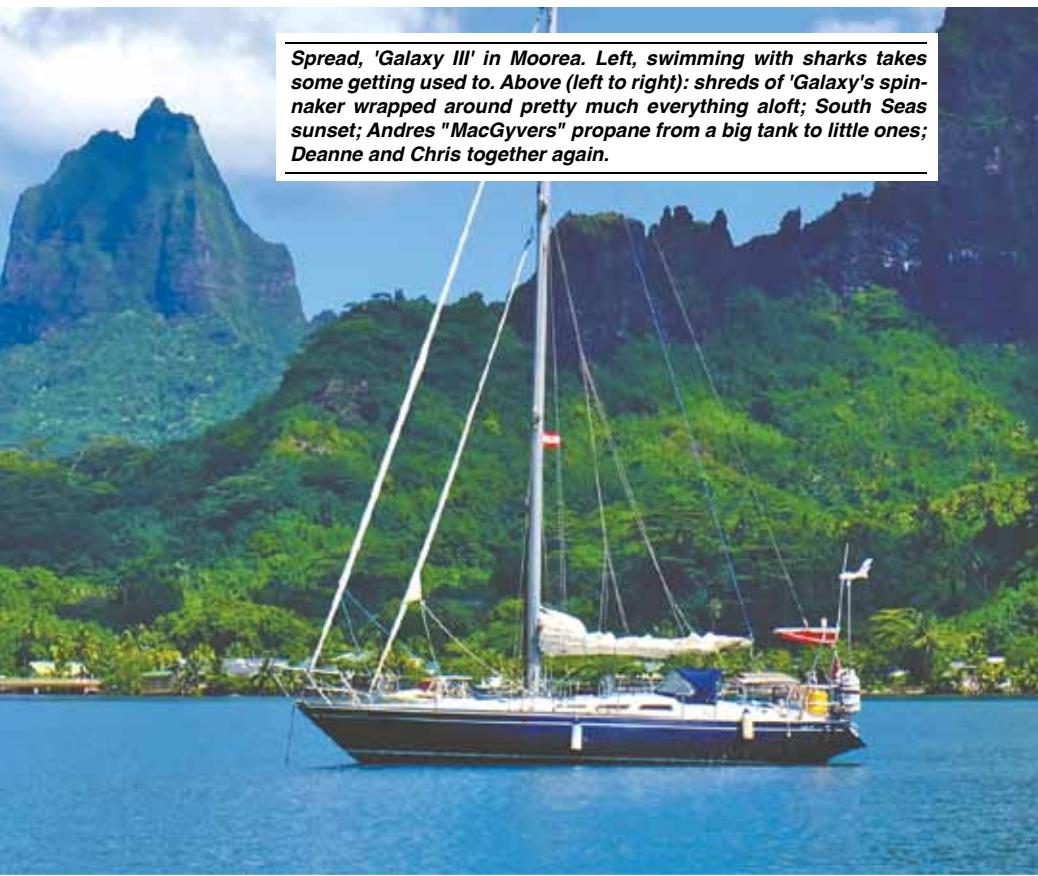 Spread, 'Galaxy III' in Moorea. Left, swimming with sharks takes
some getting used to. Above (left to right): shreds of 'Galaxy's spin-
naker wrapped around pretty much everything aloft; South Seas
sunset; Andres "MacGyvers" propane from a big tank to little ones;
Deanne and Chris together again.